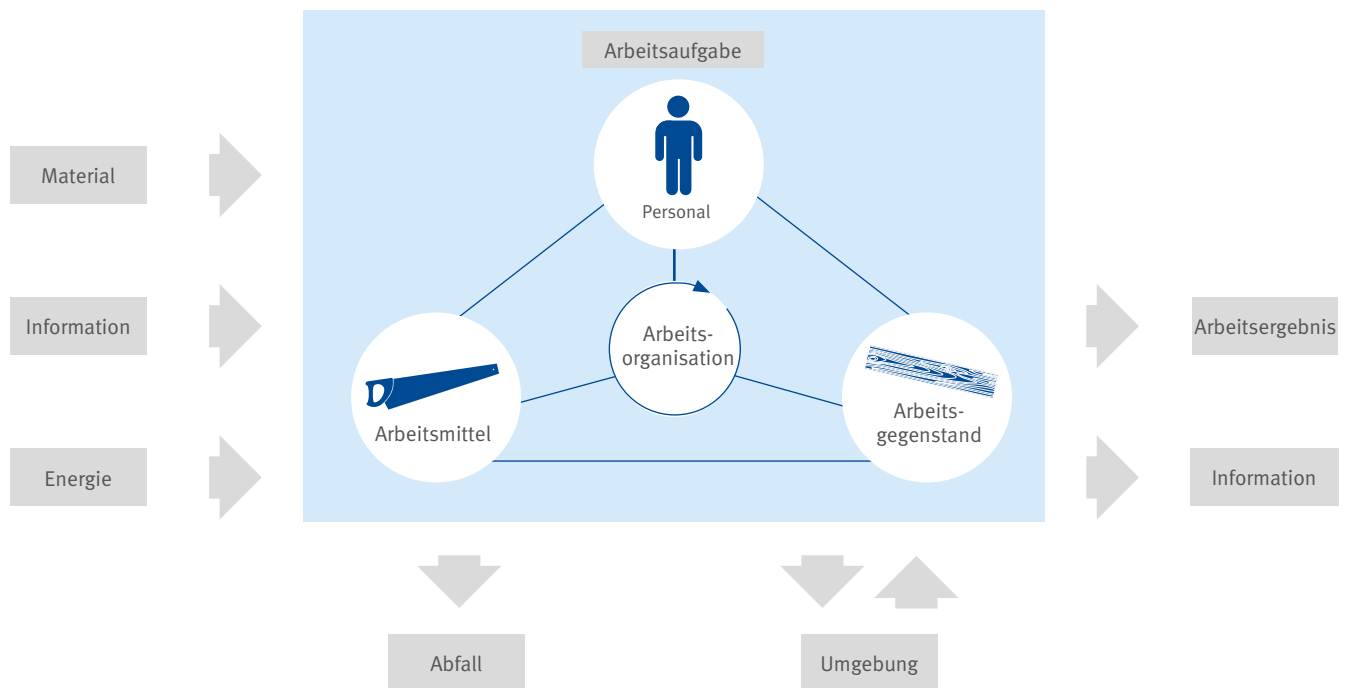 Arbeitsaufgabe
Material
Personal
Information
Arbeits-
organisation
Arbeitsergebnis
Arbeitsmittel
Arbeits-
gegenstand
Energie
Information
Abfall
Umgebung